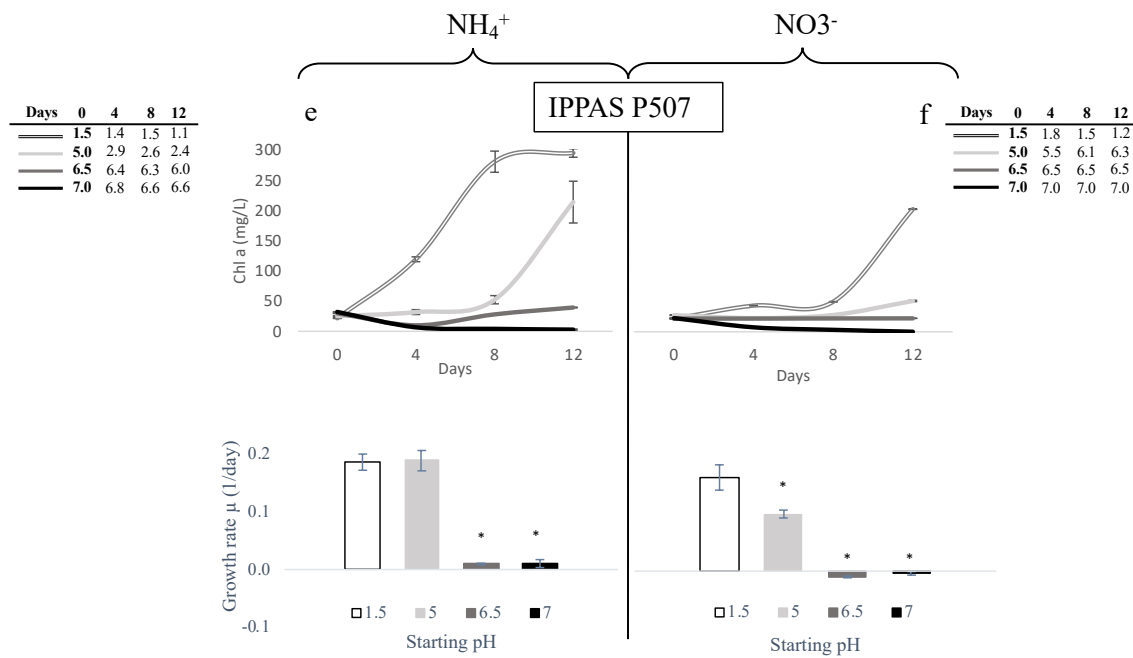 NH₄⁺ NO3⁻
IPPAS P507
e
f
Days 0 4 8 12
1.5 1.4 1.5 1.1
5.0 2.9 2.6 2.4
6.5 6.4 6.3 6.0
7.0 6.8 6.6 6.6
Days 0 4 8 12
1.5 1.8 1.5 1.2
5.0 5.5 6.1 6.3
6.5 6.5 6.5 6.5
7.0 7.0 7.0 7.0
Chl a (mg/L)
300
250
200
150
100
50
0
0 4 8 12
Days
0 4 8 12
Days
Growth rate µ (1/day)
0.2
0.1
0.0
-0.1
* *
* * *
1.5 5 6.5 7
Starting pH
1.5 5 6.5 7
Starting pH